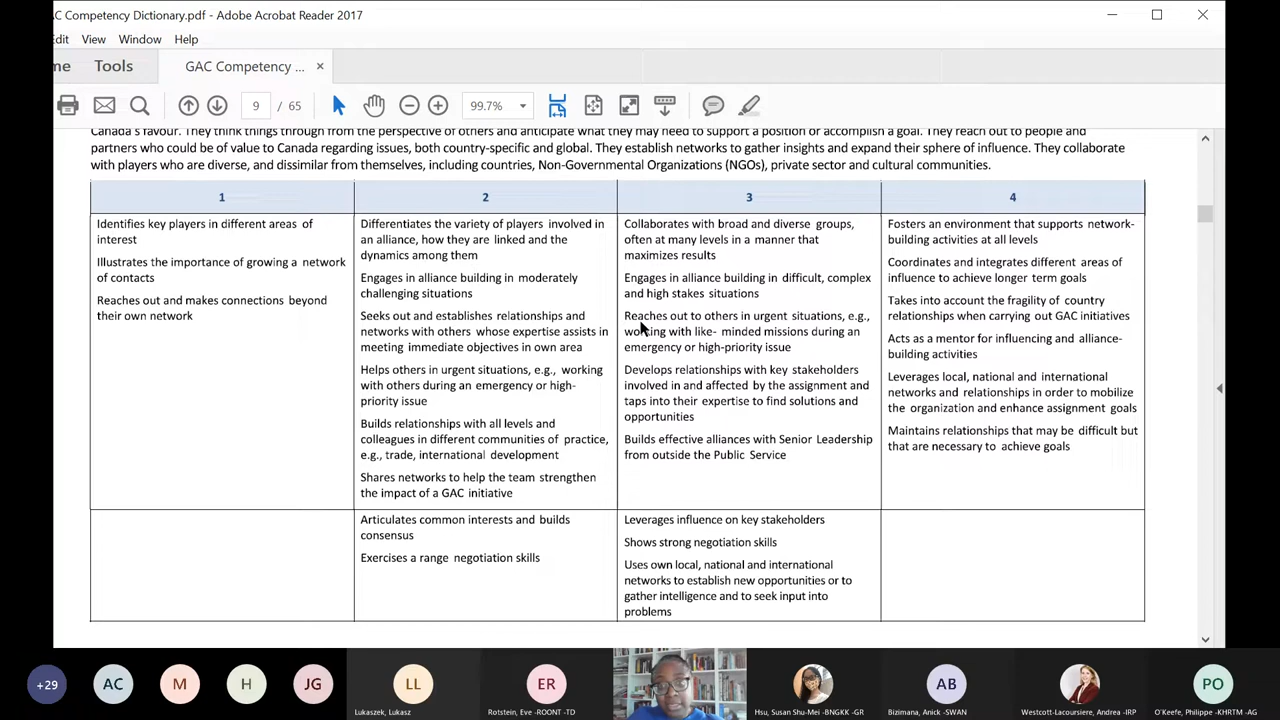 C Competency Dictionary.pdf - Adobe Acrobat Reader 2017
dit View Window Help
me Tools GAC Competency ... ×
9 / 65 99.7%
Canada's favour. They think things through from the perspective of others and anticipate what they may need to support a position or accomplish a goal. They reach out to people and
partners who could be of value to Canada regarding issues, both country-specific and global. They establish networks to gather insights and expand their sphere of influence. They collaborate
with players who are diverse, and dissimilar from themselves, including countries, Non-Governmental Organizations (NGOs), private sector and cultural communities.
1
Identifies key players in different areas of
interest
Illustrates the importance of growing a network
of contacts
Reaches out and makes connections beyond
their own network
2
Differentiates the variety of players involved in
an alliance, how they are linked and the
dynamics among them
Engages in alliance building in moderately
challenging situations
Seeks out and establishes relationships and
networks with others whose expertise assists in
meeting immediate objectives in own area
Helps others in urgent situations, e.g., working
with others during an emergency or high-
priority issue
Builds relationships with all levels and
colleagues in different communities of practice,
e.g., trade, international development
Shares networks to help the team strengthen
the impact of a GAC initiative
Articulates common interests and builds
consensus
Exercises a range negotiation skills
3
Collaborates with broad and diverse groups,
often at many levels in a manner that
maximizes results
Engages in alliance building in difficult, complex
and high stakes situations
Reaches out to others in urgent situations, e.g.,
working with like- minded missions during an
emergency or high-priority issue
Develops relationships with key stakeholders
involved in and affected by the assignment and
taps into their expertise to find solutions and
opportunities
Builds effective alliances with Senior Leadership
from outside the Public Service
Leverages influence on key stakeholders
Shows strong negotiation skills
Uses own local, national and international
networks to establish new opportunities or to
gather intelligence and to seek input into
problems
4
Fosters an environment that supports network-
building activities at all levels
Coordinates and integrates different areas of
influence to achieve longer term goals
Takes into account the fragility of country
relationships when carrying out GAC initiatives
Acts as a mentor for influencing and alliance-
building activities
Leverages local, national and international
networks and relationships in order to mobilize
the organization and enhance assignment goals
Maintains relationships that may be difficult but
that are necessary to achieve goals
+29 AC M H JG LL ER AB PO
Lukaszek, Lukasz Rotstein, Eve -ROONT -TD Hsu, Susan Shu-Mei -BNGKK -GR Bizimana, Anick -SWAN Westcott-Lacoursiere, Andrea -IRP O'Keefe, Philippe -KHRTM -AG